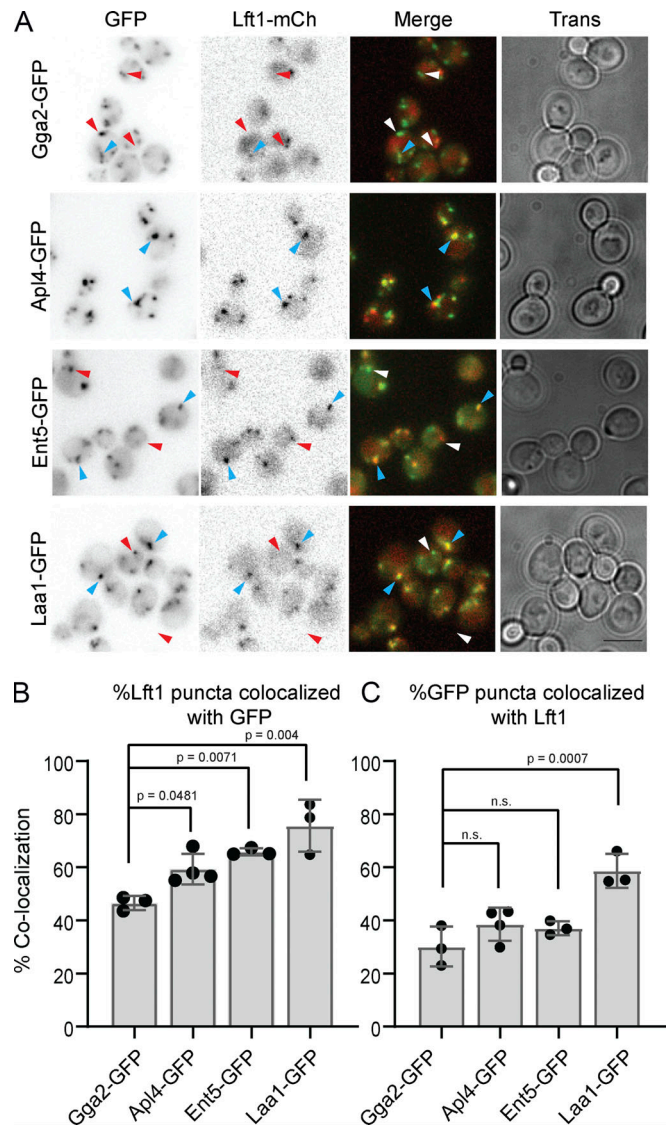 A
GFP
Lft1-mCh
Merge
Trans
Gga2-GFP
Apl4-GFP
Ent5-GFP
Laa1-GFP
B
%Lft1 puncta colocalized
with GFP
p = 0.004
p = 0.0071
p = 0.0481
% Co-localization
100
80
60
40
20
0
Gga2-GFP
Apl4-GFP
Ent5-GFP
Laa1-GFP
C
%GFP puncta colocalized
with Lft1
p = 0.0007
n.s.
n.s.
100
80
60
40
20
0
Gga2-GFP
Apl4-GFP
Ent5-GFP
Laa1-GFP